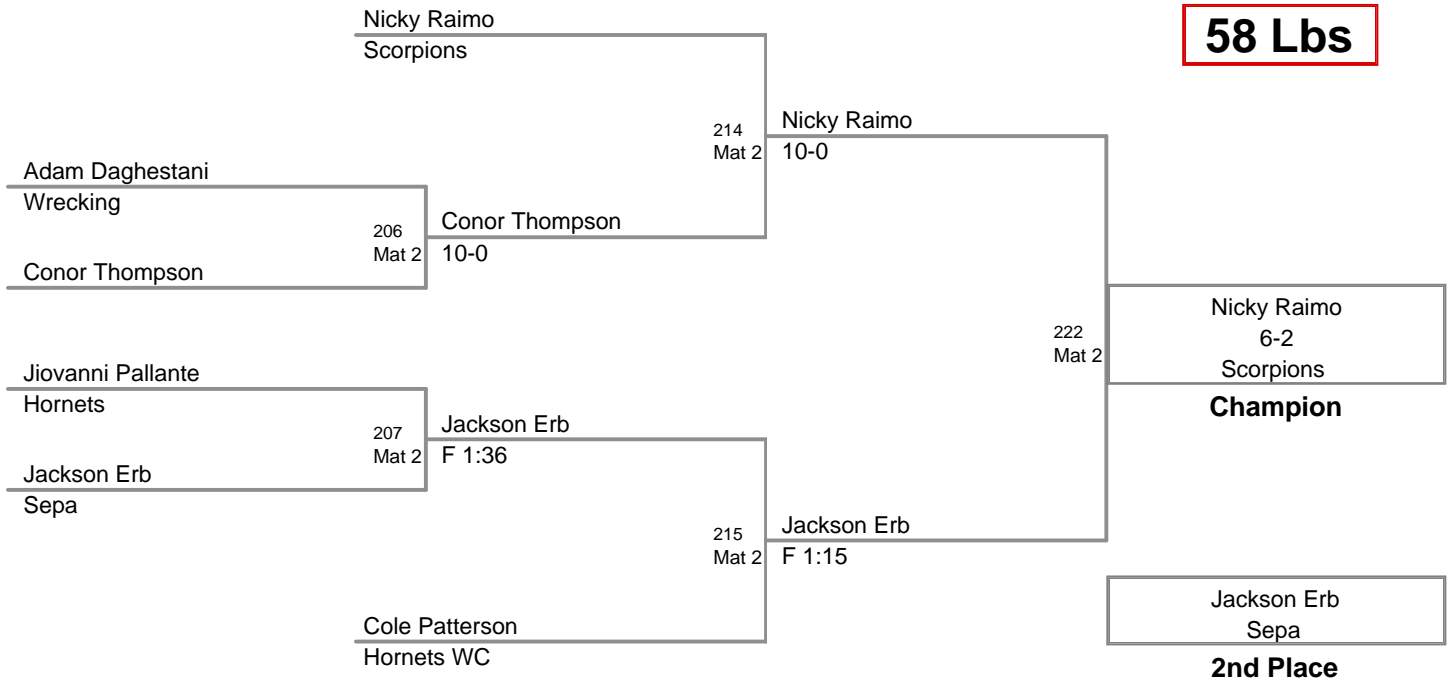 Nicky Raimo
Scorpions
58 Lbs
214
Mat 2
Nicky Raimo
10-0
Adam Daghestani
Wrecking
206
Mat 2
Conor Thompson
10-0
Conor Thompson
Nicky Raimo
6-2
Scorpions
222
Mat 2
Champion
Jiovanni Pallante
Hornets
207
Mat 2
Jackson Erb
F 1:36
Jackson Erb
Sepa
215
Mat 2
Jackson Erb
F 1:15
Cole Patterson
Hornets WC
Jackson Erb
Sepa
2nd Place